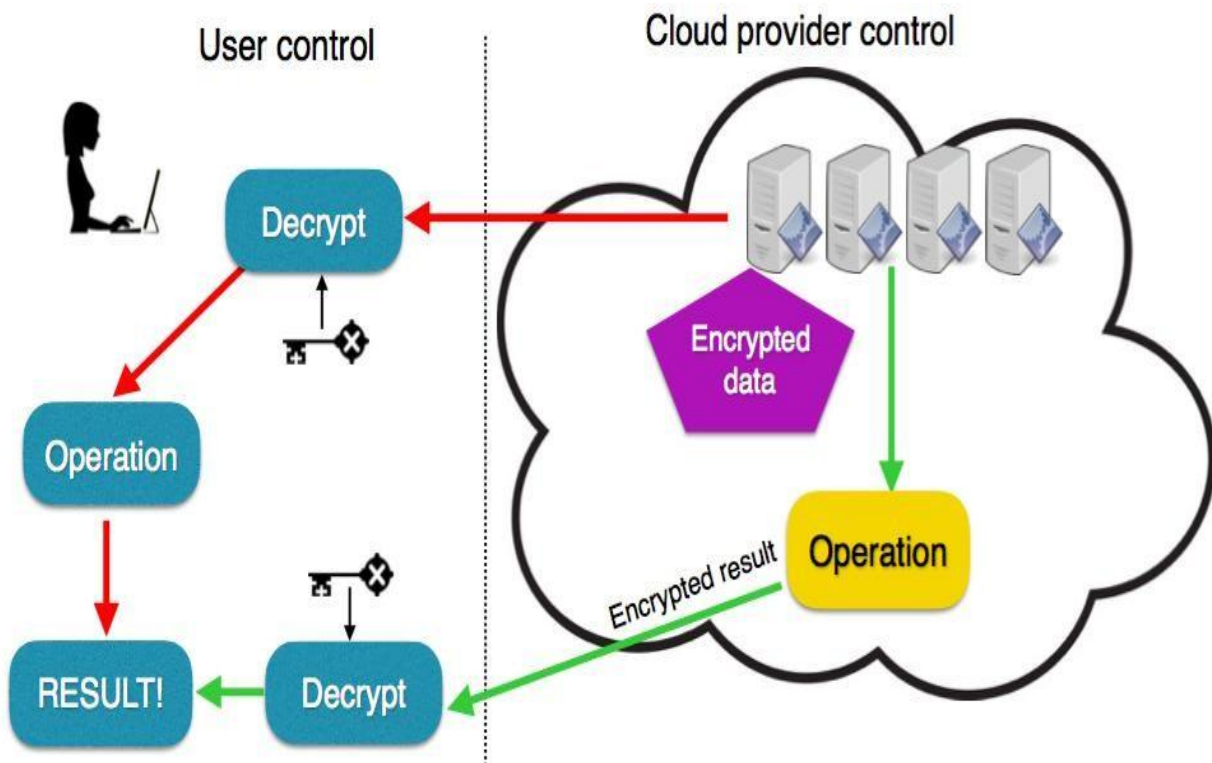 User control
Cloud provider control
Decrypt
Encrypted
data
Operation
Operation
Encrypted result
RESULT!
Decrypt